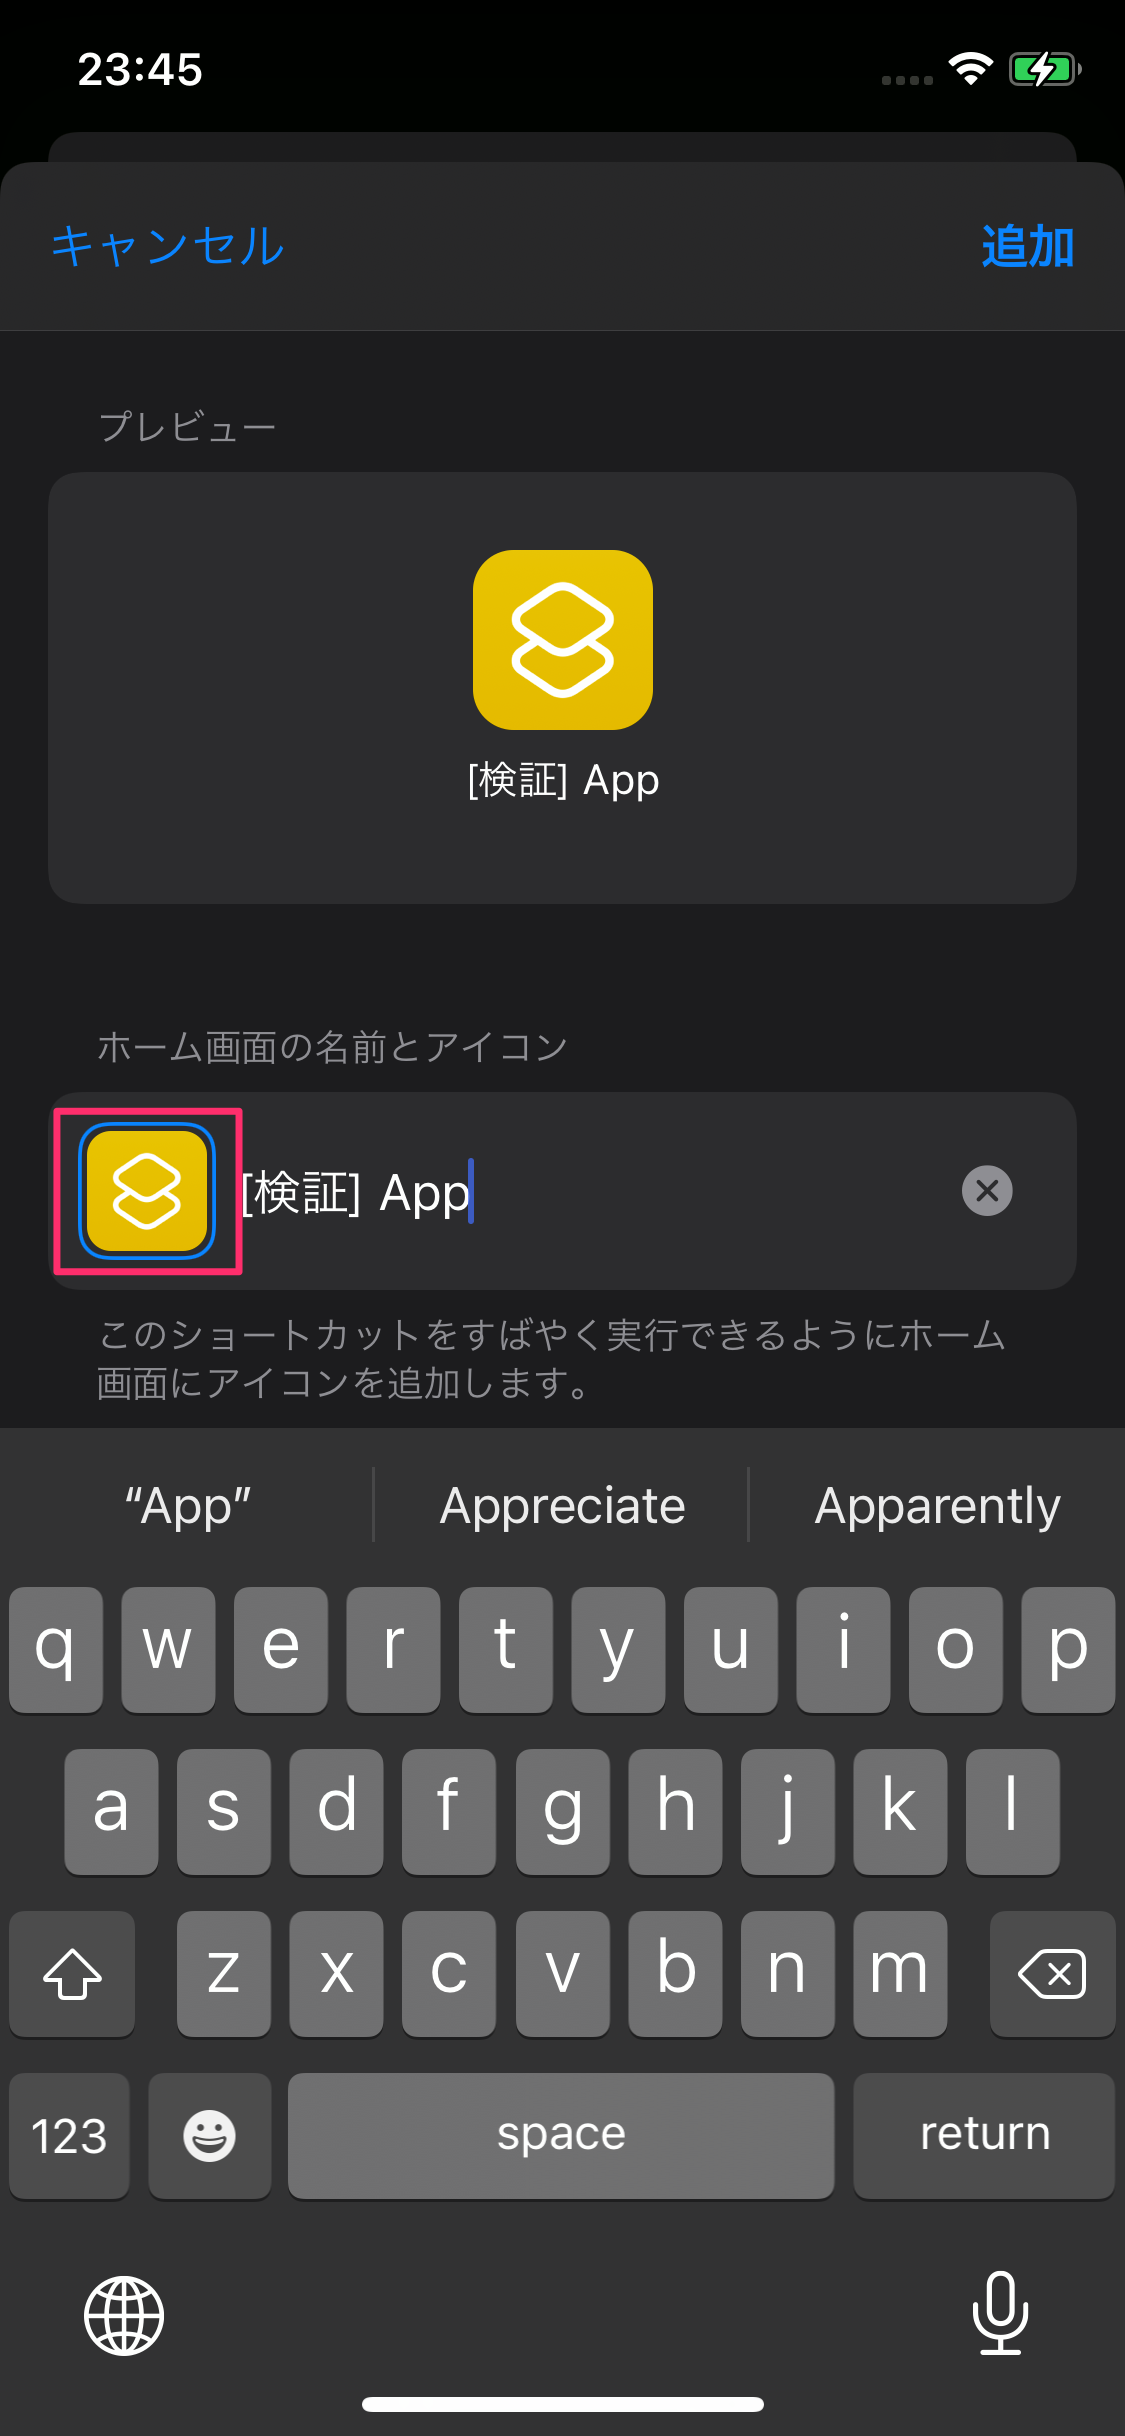 23:45
キャンセル 追加
プレビュー
[検証] App
ホーム画面の名前とアイコン
[検証] App
このショートカットをすばやく実行できるようにホーム
画面にアイコンを追加します。
“App” Appreciate Apparently
q w e r t y u i o p
a s d f g h j k l
z x c v b n m
123 space return